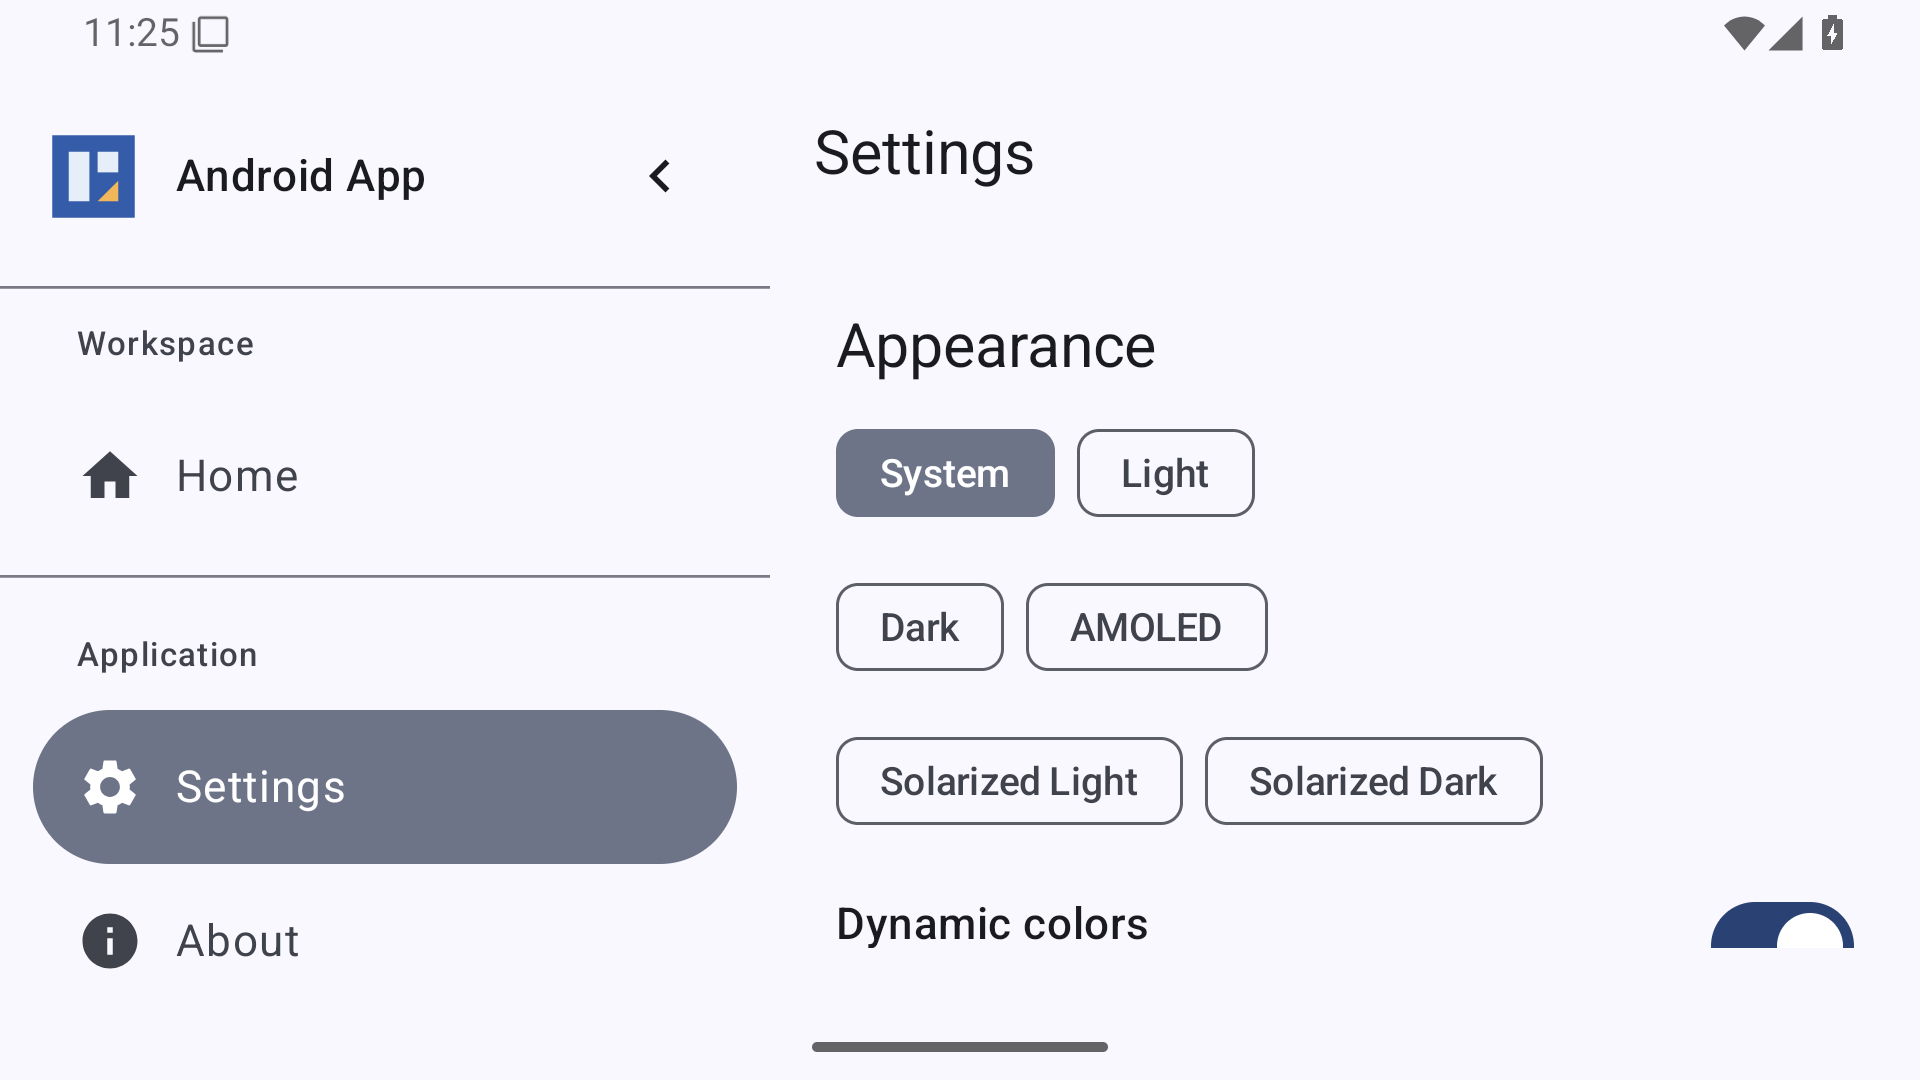 11:25
Android App
Workspace
Home
Application
Settings
About
Settings
Appearance
System
Light
Dark
AMOLED
Solarized Light
Solarized Dark
Dynamic colors